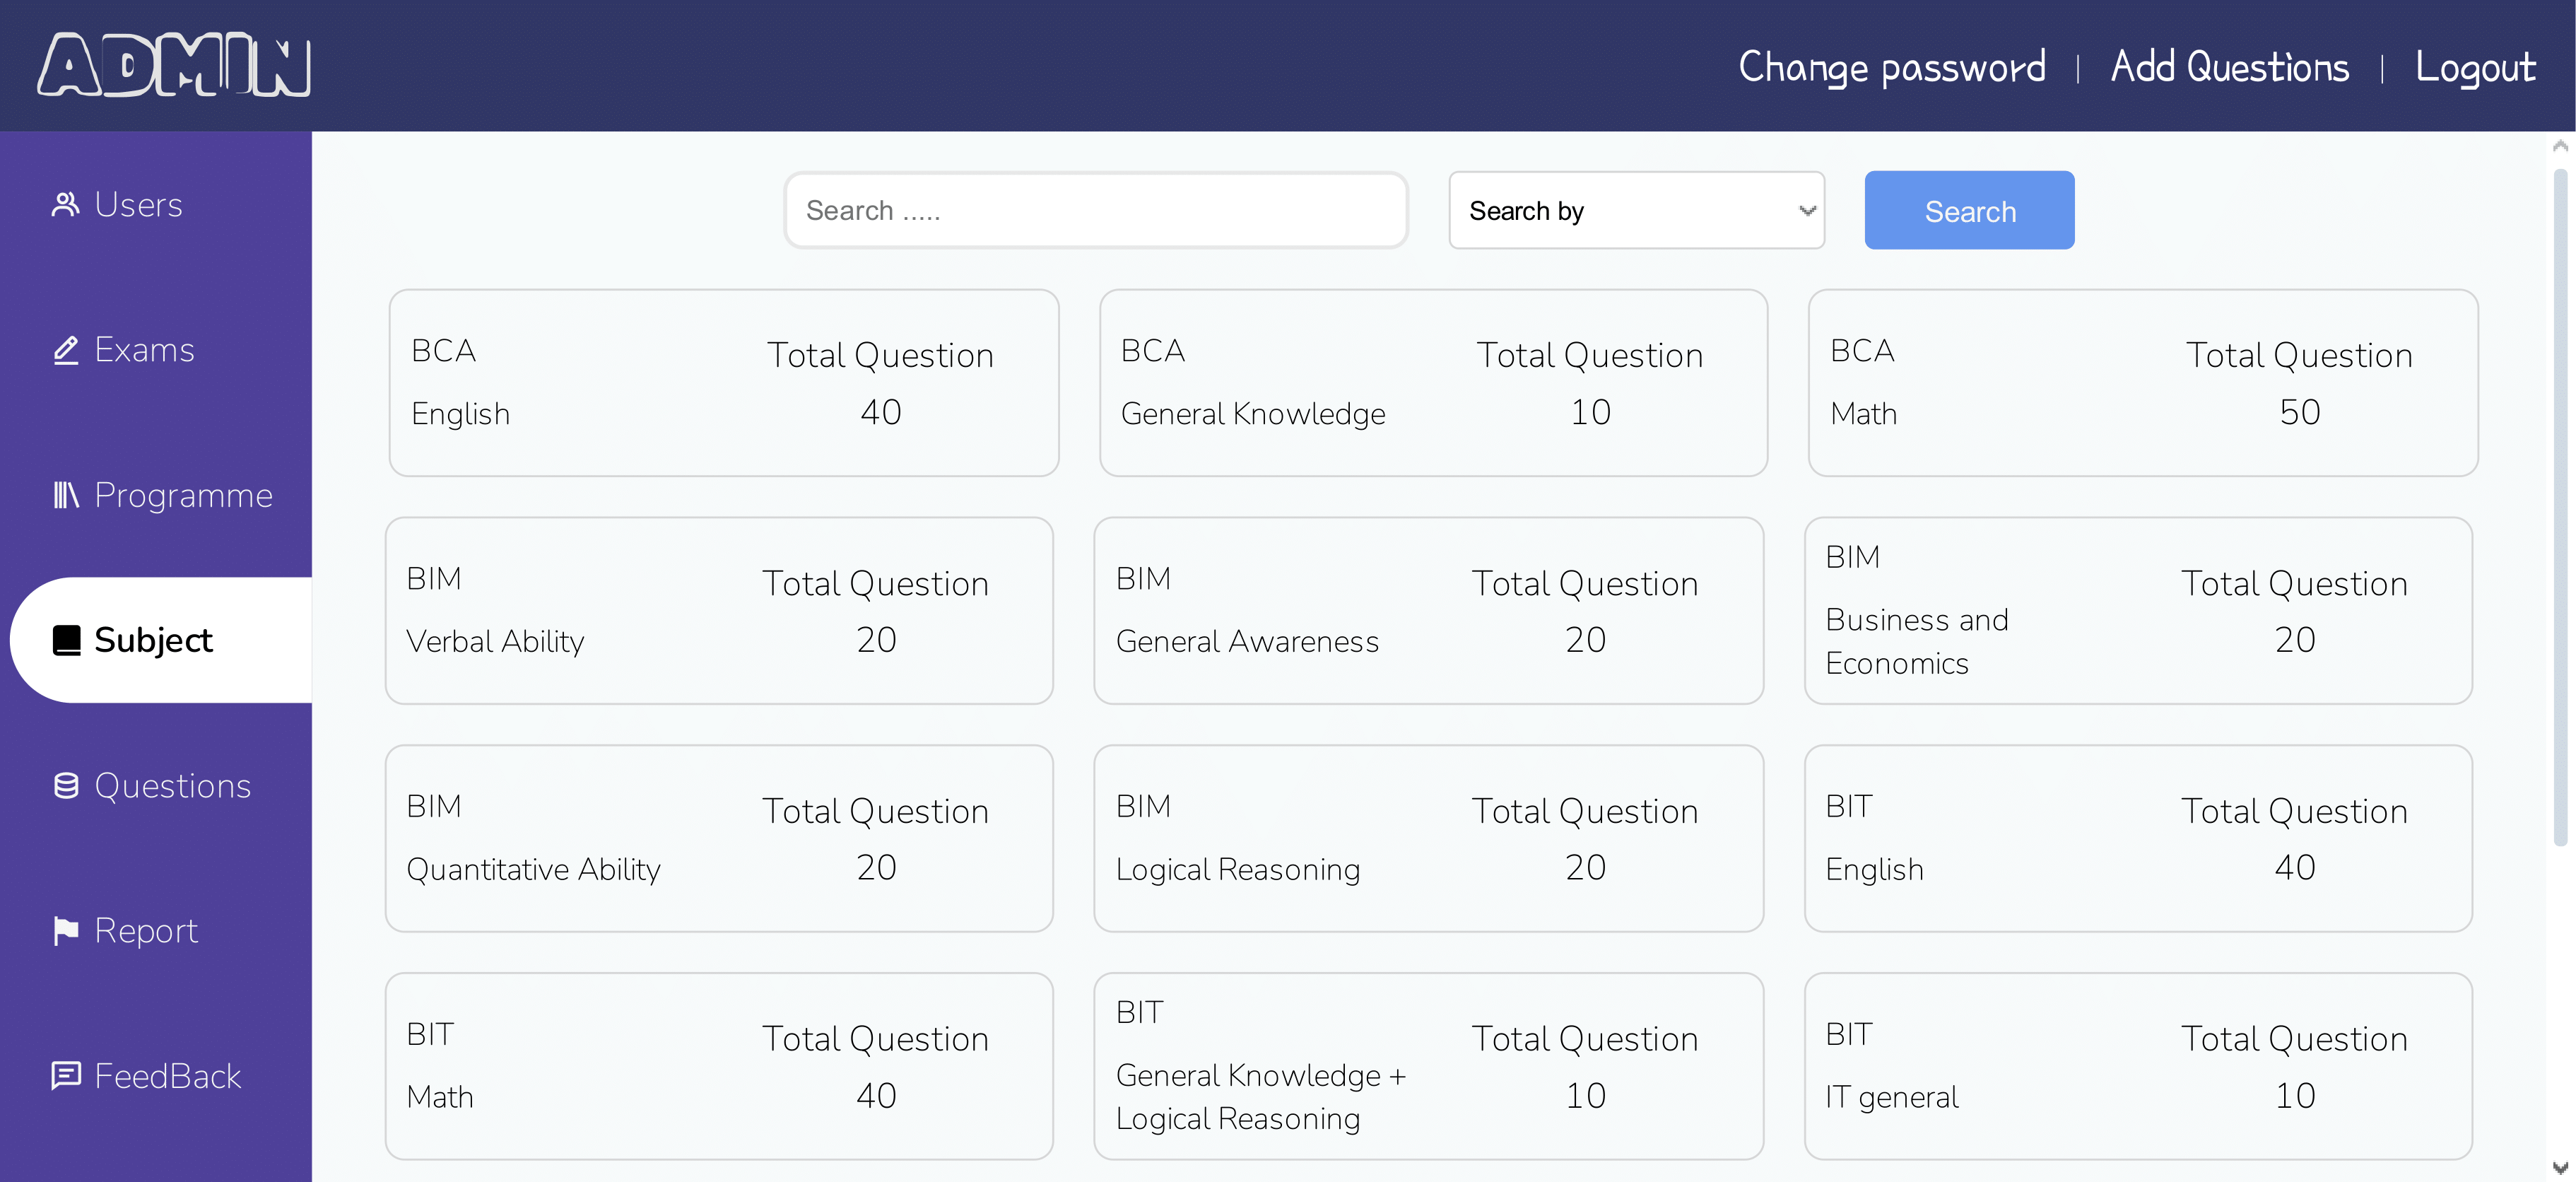 ADMIN
Change password | Add Questions | Logout
Users
Exams
Programme
Subject
Questions
Report
FeedBack
Search .....
Search by
Search
BCA
English
Total Question
40
BCA
General Knowledge
Total Question
10
BCA
Math
Total Question
50
BIM
Verbal Ability
Total Question
20
BIM
General Awareness
Total Question
20
BIM
Business and
Economics
Total Question
20
BIM
Quantitative Ability
Total Question
20
BIM
Logical Reasoning
Total Question
20
BIT
English
Total Question
40
BIT
Math
Total Question
40
BIT
General Knowledge +
Logical Reasoning
Total Question
10
BIT
IT general
Total Question
10